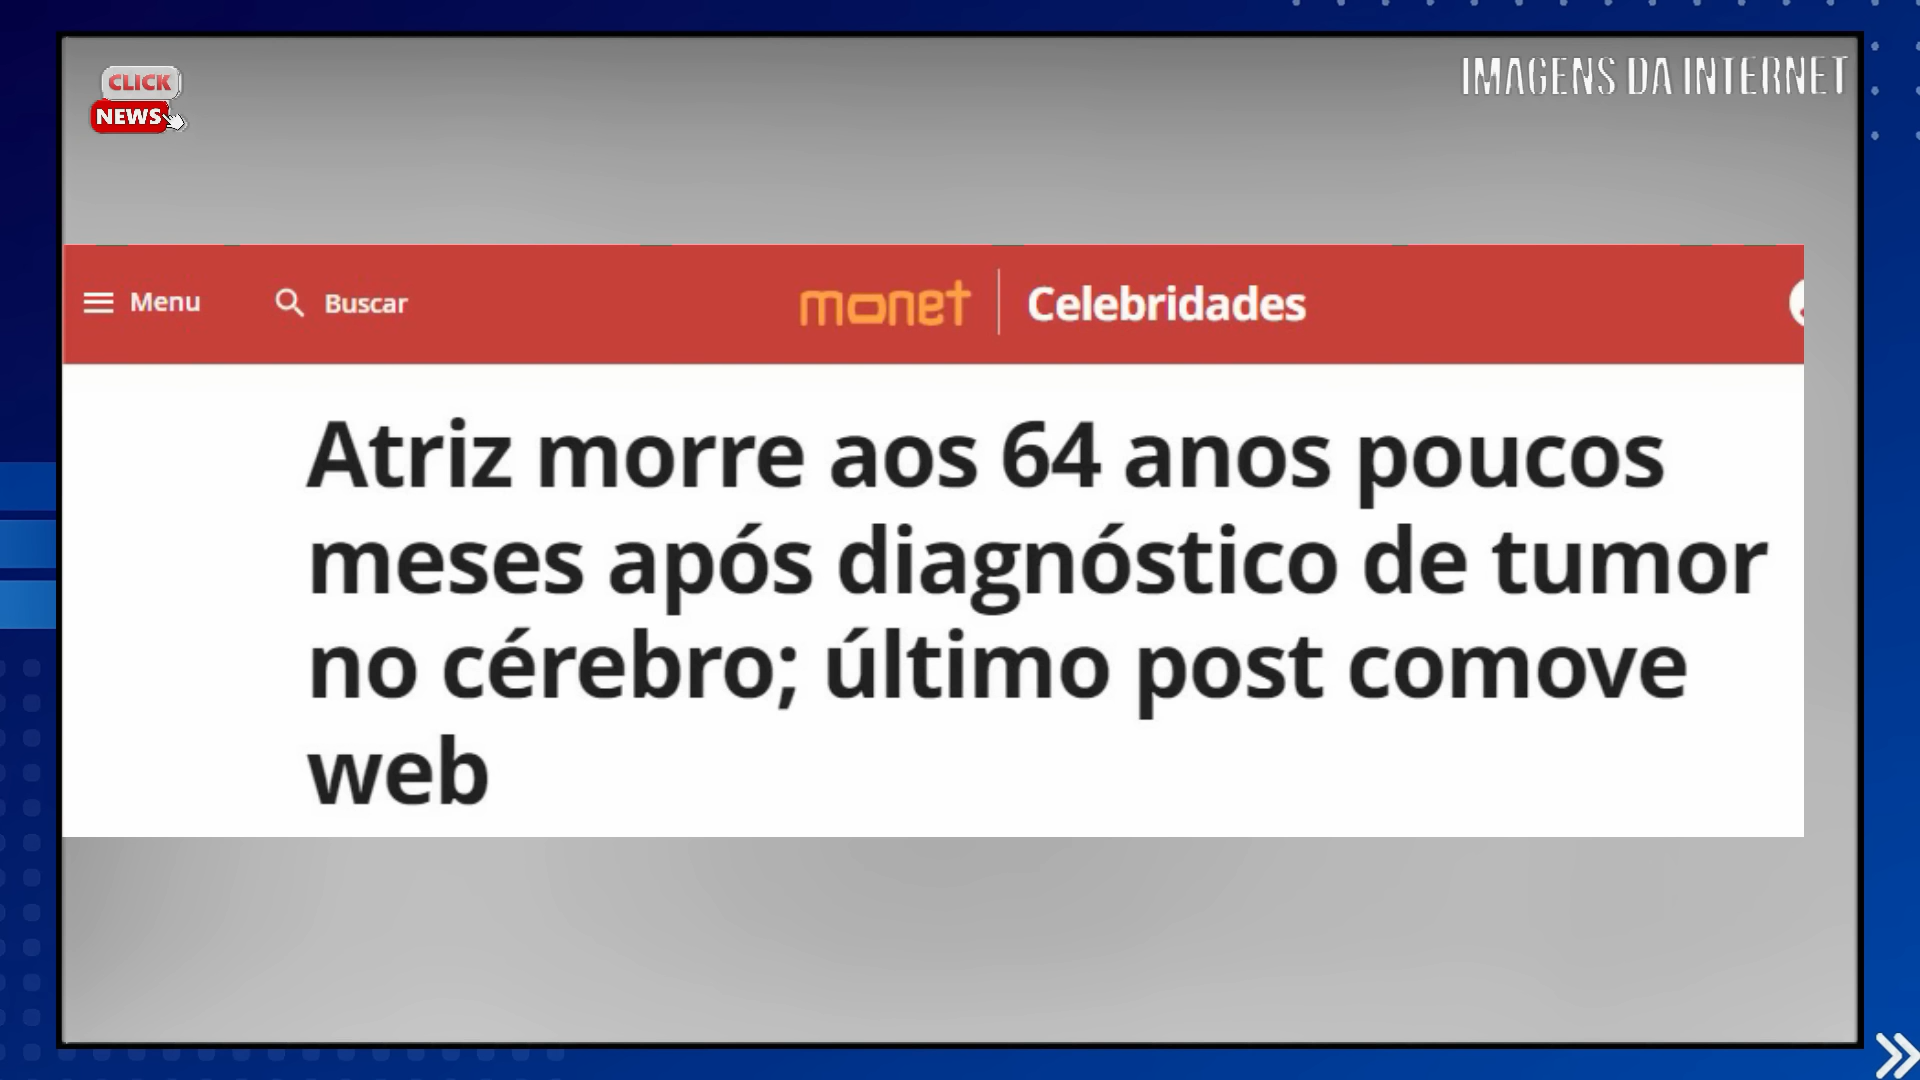 CLICK
NEWS
IMAGENS DA INTERNET
Menu
Buscar
monet
Celebridades
Atriz morre aos 64 anos poucos
meses após diagnóstico de tumor
no cérebro; último post comove
web